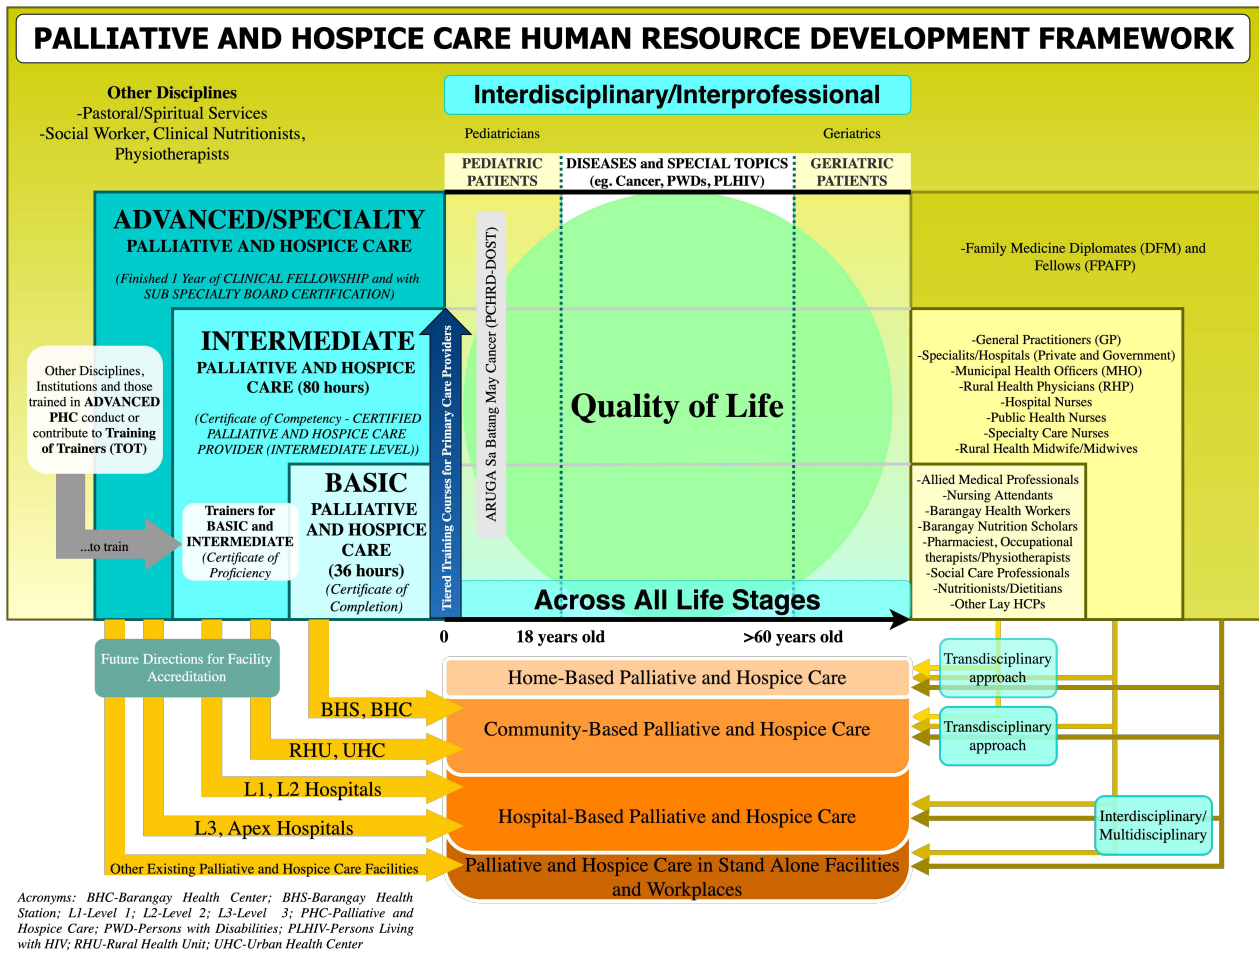 PALLIATIVE AND HOSPICE CARE HUMAN RESOURCE DEVELOPMENT FRAMEWORK
Other Disciplines
-Pastoral/Spiritual Services
-Social Worker, Clinical Nutritionists,
Physiotherapists
Interdisciplinary/Interprofessional
Pediatricians
Geriatrics
PEDIATRIC
PATIENTS
DISEASES and SPECIAL TOPICS
(eg. Cancer, PWDs, PLHIV)
GERIATRIC
PATIENTS
ADVANCED/SPECIALTY
PALLIATIVE AND HOSPICE CARE
(Finished 1 Year of CLINICAL FELLOWSHIP and with
SUB SPECIALTY BOARD CERTIFICATION)
INTERMEDIATE
PALLIATIVE AND HOSPICE
CARE (80 hours)
(Certificate of Competency - CERTIFIED
PALLIATIVE AND HOSPICE CARE
PROVIDER (INTERMEDIATE LEVEL))
BASIC
PALLIATIVE
AND HOSPICE
CARE
(36 hours)
(Certificate of
Completion)
Other Disciplines,
Institutions and those
trained in ADVANCED
PHC conduct or
contribute to Training
of Trainers (TOT)
...to train
Trainers for
BASIC and
INTERMEDIATE
(Certificate of
Proficiency
Tiered Training Courses for Primary Care Providers
ARUGA Sa Batang May Cancer (PCHRD-DOST)
Quality of Life
Across All Life Stages
0
18 years old
>60 years old
-Family Medicine Diplomates (DFM) and
Fellows (FPAFP)
-General Practitioners (GP)
-Specialits/Hospitals (Private and Government)
-Municipal Health Officers (MHO)
-Rural Health Physicians (RHP)
-Hospital Nurses
-Public Health Nurses
-Specialty Care Nurses
-Rural Health Midwife/Midwives
-Allied Medical Professionals
-Nursing Attendants
-Barangay Health Workers
-Barangay Nutrition Scholars
-Pharmaciest, Occupational
therapists/Physiotherapists
-Social Care Professionals
-Nutritionists/Dietitians
-Other Lay HCPs
Future Directions for Facility
Accreditation
BHS, BHC
RHU, UHC
L1, L2 Hospitals
L3, Apex Hospitals
Other Existing Palliative and Hospice Care Facilities
Home-Based Palliative and Hospice Care
Community-Based Palliative and Hospice Care
Hospital-Based Palliative and Hospice Care
Palliative and Hospice Care in Stand Alone Facilities
and Workplaces
Transdisciplinary
approach
Transdisciplinary
approach
Interdisciplinary/
Multidisciplinary
Acronyms: BHC-Barangay Health Center; BHS-Barangay Health
Station; L1-Level 1; L2-Level 2; L3-Level 3; PHC-Palliative and
Hospice Care; PWD-Persons with Disabilities; PLHIV-Persons Living
with HIV; RHU-Rural Health Unit; UHC-Urban Health Center